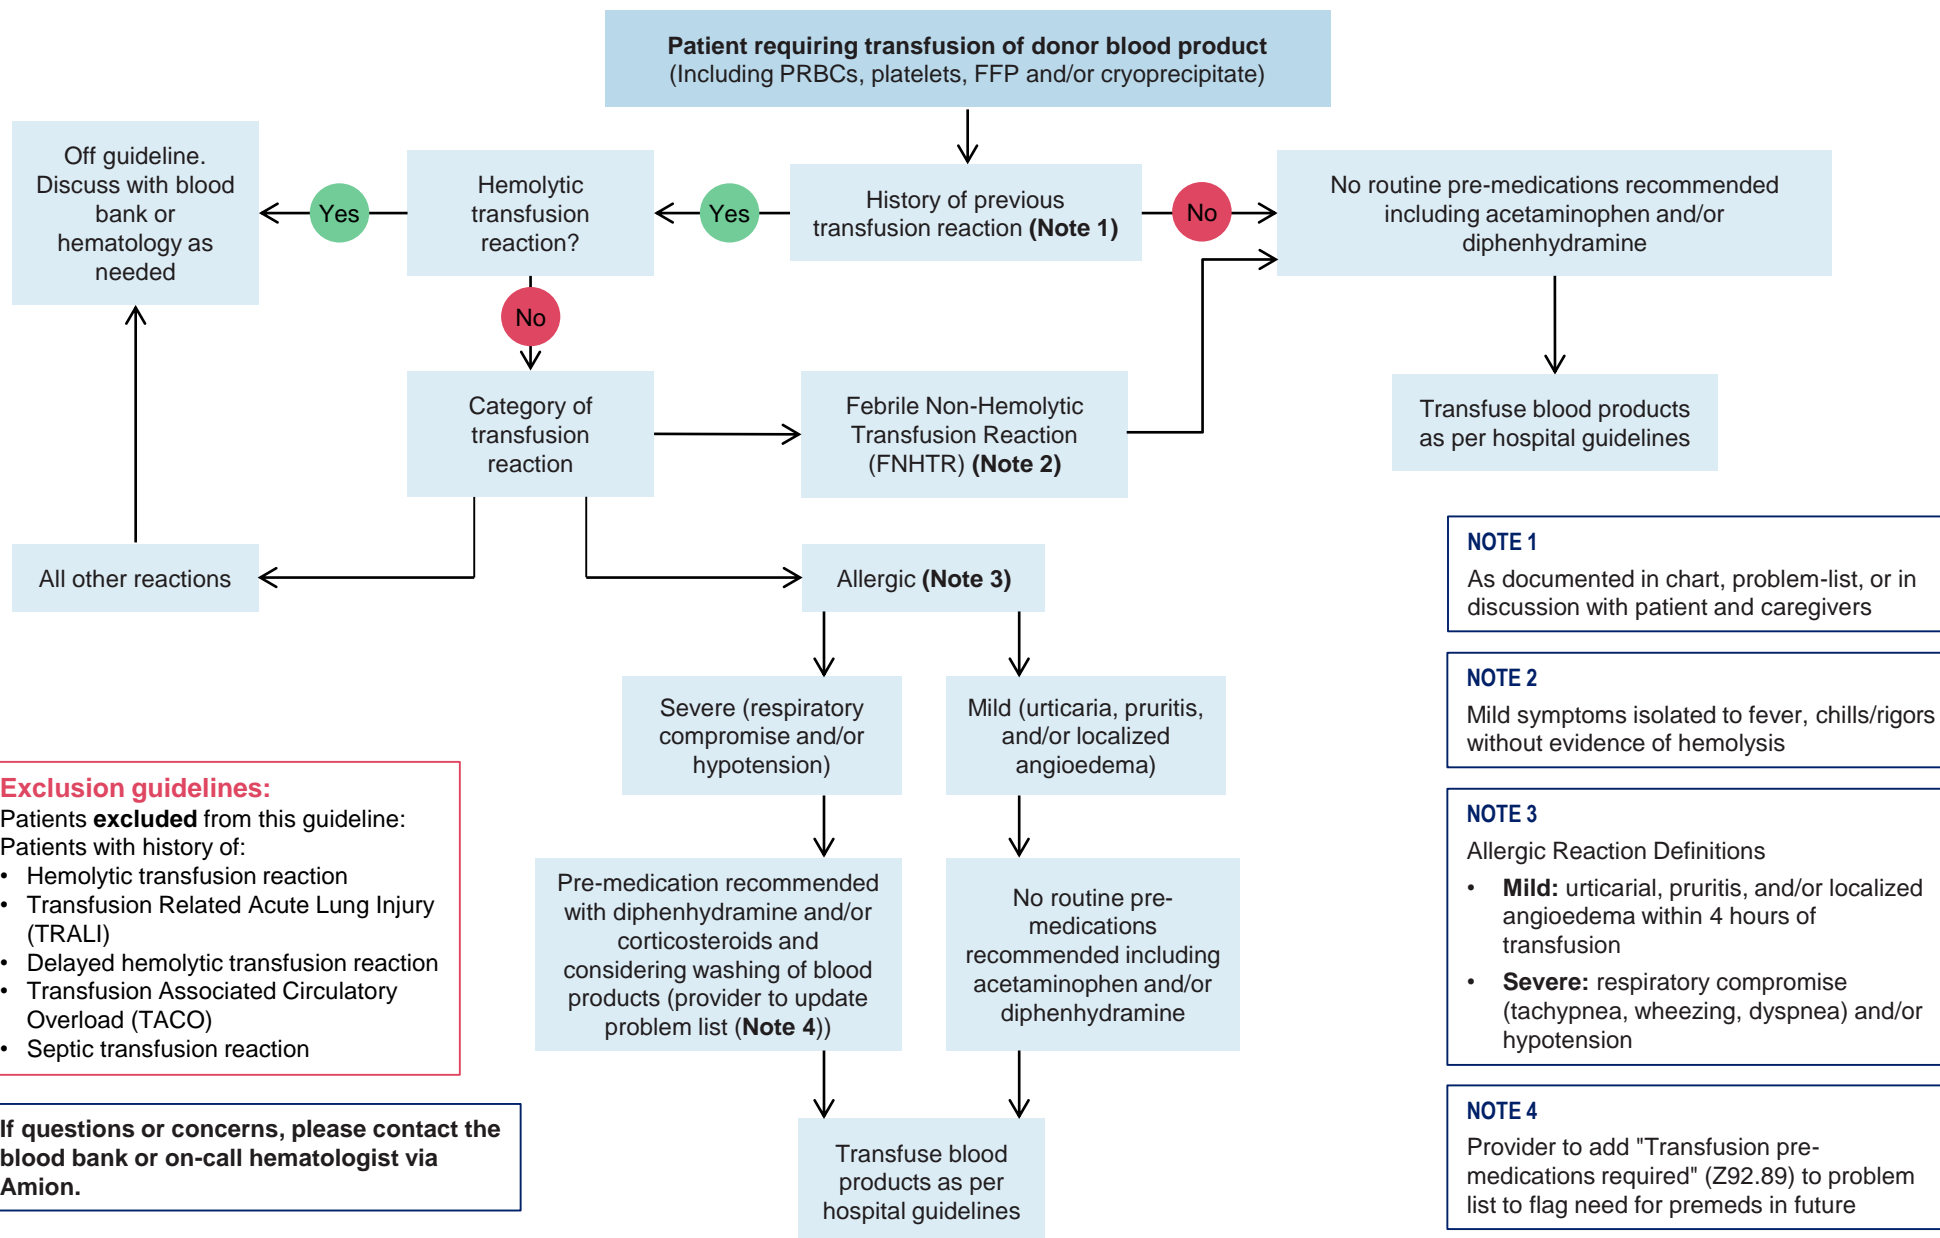 Patient requiring transfusion of donor blood product
(Including PRBCs, platelets, FFP and/or cryoprecipitate)
Off guideline.
Discuss with blood
bank or
hematology as
needed
Yes
Hemolytic
transfusion
reaction?
Yes
History of previous
transfusion reaction (Note 1)
No
No routine pre-medications recommended
including acetaminophen and/or
diphenhydramine
No
Category of
transfusion
reaction
Febrile Non-Hemolytic
Transfusion Reaction
(FNHTR) (Note 2)
Transfuse blood products
as per hospital guidelines
All other reactions
Allergic (Note 3)
Severe (respiratory
compromise and/or
hypotension)
Mild (urticaria, pruritis,
and/or localized
angioedema)
Pre-medication recommended
with diphenhydramine and/or
corticosteroids and
considering washing of blood
products (provider to update
problem list (Note 4))
No routine pre-
medications
recommended including
acetaminophen and/or
diphenhydramine
Transfuse blood
products as per
hospital guidelines
Exclusion guidelines:
Patients excluded from this guideline:
Patients with history of:
• Hemolytic transfusion reaction
• Transfusion Related Acute Lung Injury
(TRALI)
• Delayed hemolytic transfusion reaction
• Transfusion Associated Circulatory
Overload (TACO)
• Septic transfusion reaction
If questions or concerns, please contact the
blood bank or on-call hematologist via
Amion.
NOTE 1
As documented in chart, problem-list, or in
discussion with patient and caregivers
NOTE 2
Mild symptoms isolated to fever, chills/rigors
without evidence of hemolysis
NOTE 3
Allergic Reaction Definitions
• Mild: urticarial, pruritis, and/or localized
angioedema within 4 hours of
transfusion
• Severe: respiratory compromise
(tachypnea, wheezing, dyspnea) and/or
hypotension
NOTE 4
Provider to add "Transfusion pre-
medications required" (Z92.89) to problem
list to flag need for premeds in future